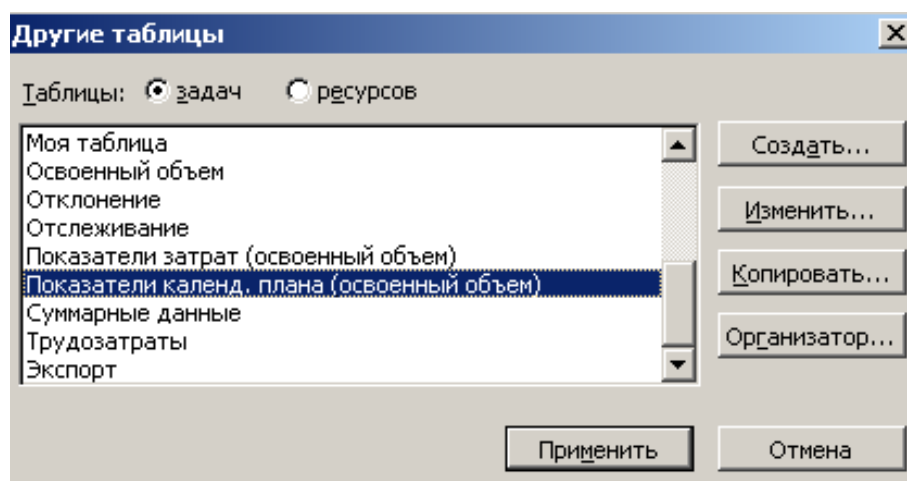 Другие таблицы
Таблицы: задач ресурсов
Моя таблица
Освоенный объем
Отклонение
Отслеживание
Показатели затрат (освоенный объем)
Показатели календ. плана (освоенный объем)
Суммарные данные
Трудозатраты
Экспорт
Создать...
Изменить...
Копировать...
Организатор...
Применить
Отмена